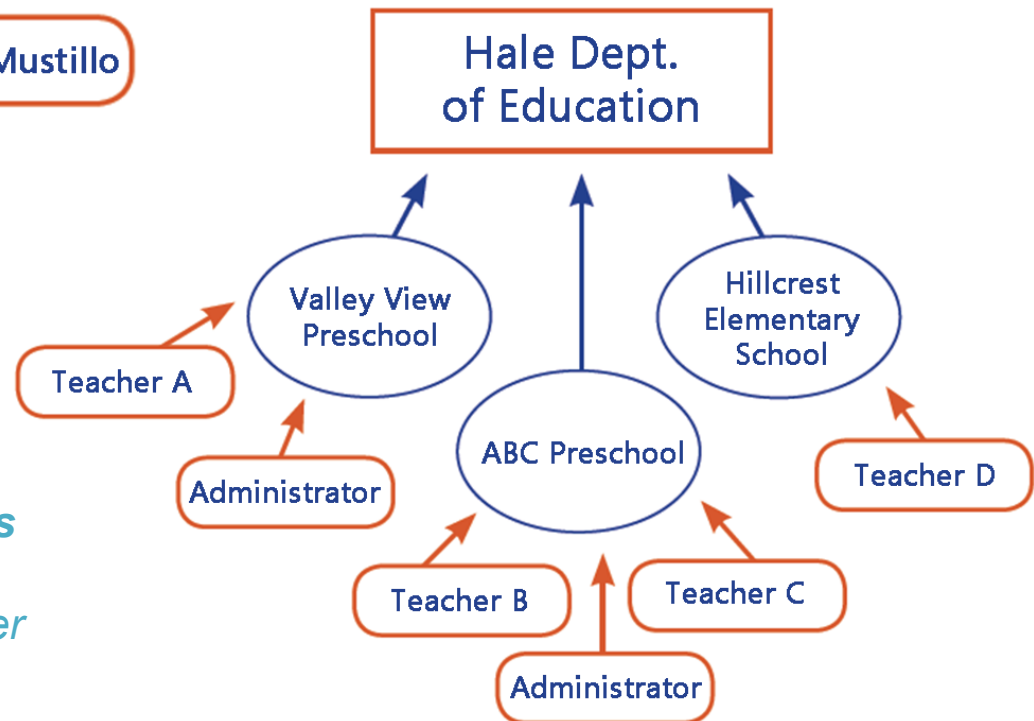 Mustillo
Hale Dept.
of Education
Valley View
Preschool
Hillcrest
Elementary
School
Teacher A
ABC Preschool
Teacher D
Administrator
Teacher B
Teacher C
Administrator